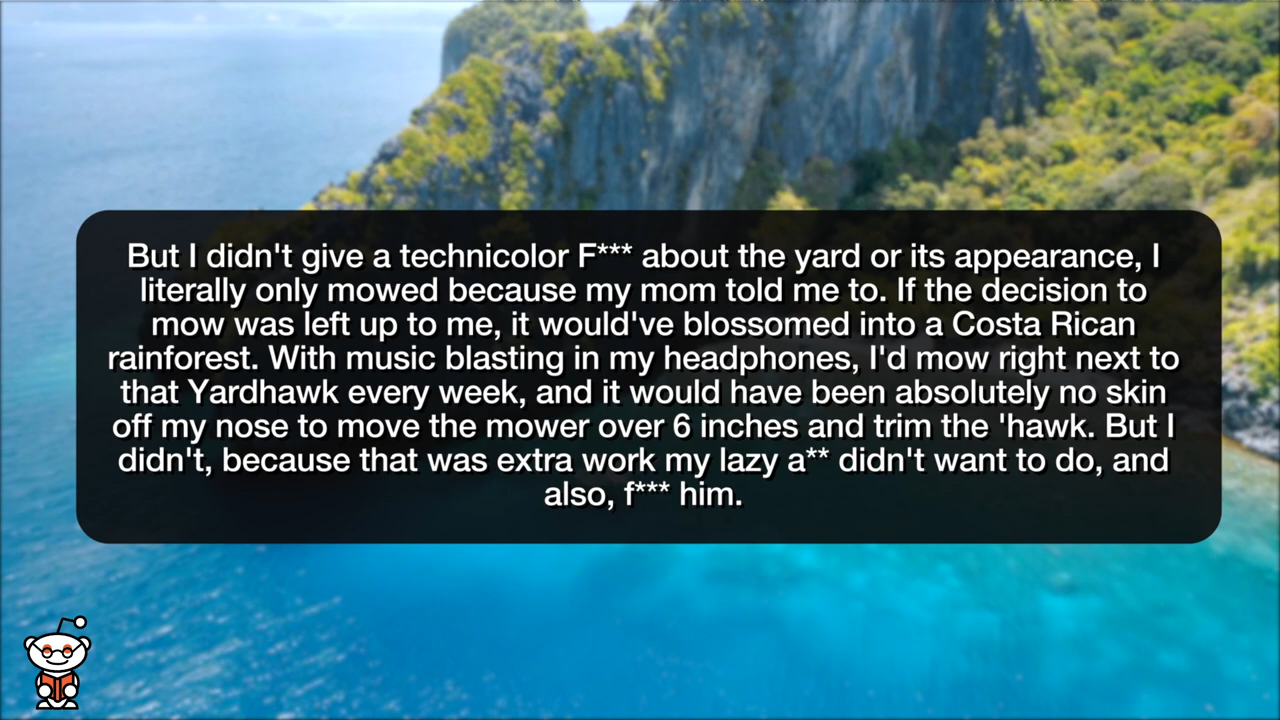 But I didn't give a technicolor F*** about the yard or its appearance, I
literally only mowed because my mom told me to. If the decision to
mow was left up to me, it would've blossomed into a Costa Rican
rainforest. With music blasting in my headphones, I'd mow right next to
that Yardhawk every week, and it would have been absolutely no skin
off my nose to move the mower over 6 inches and trim the 'hawk. But I
didn't, because that was extra work my lazy a** didn't want to do, and
also, f*** him.